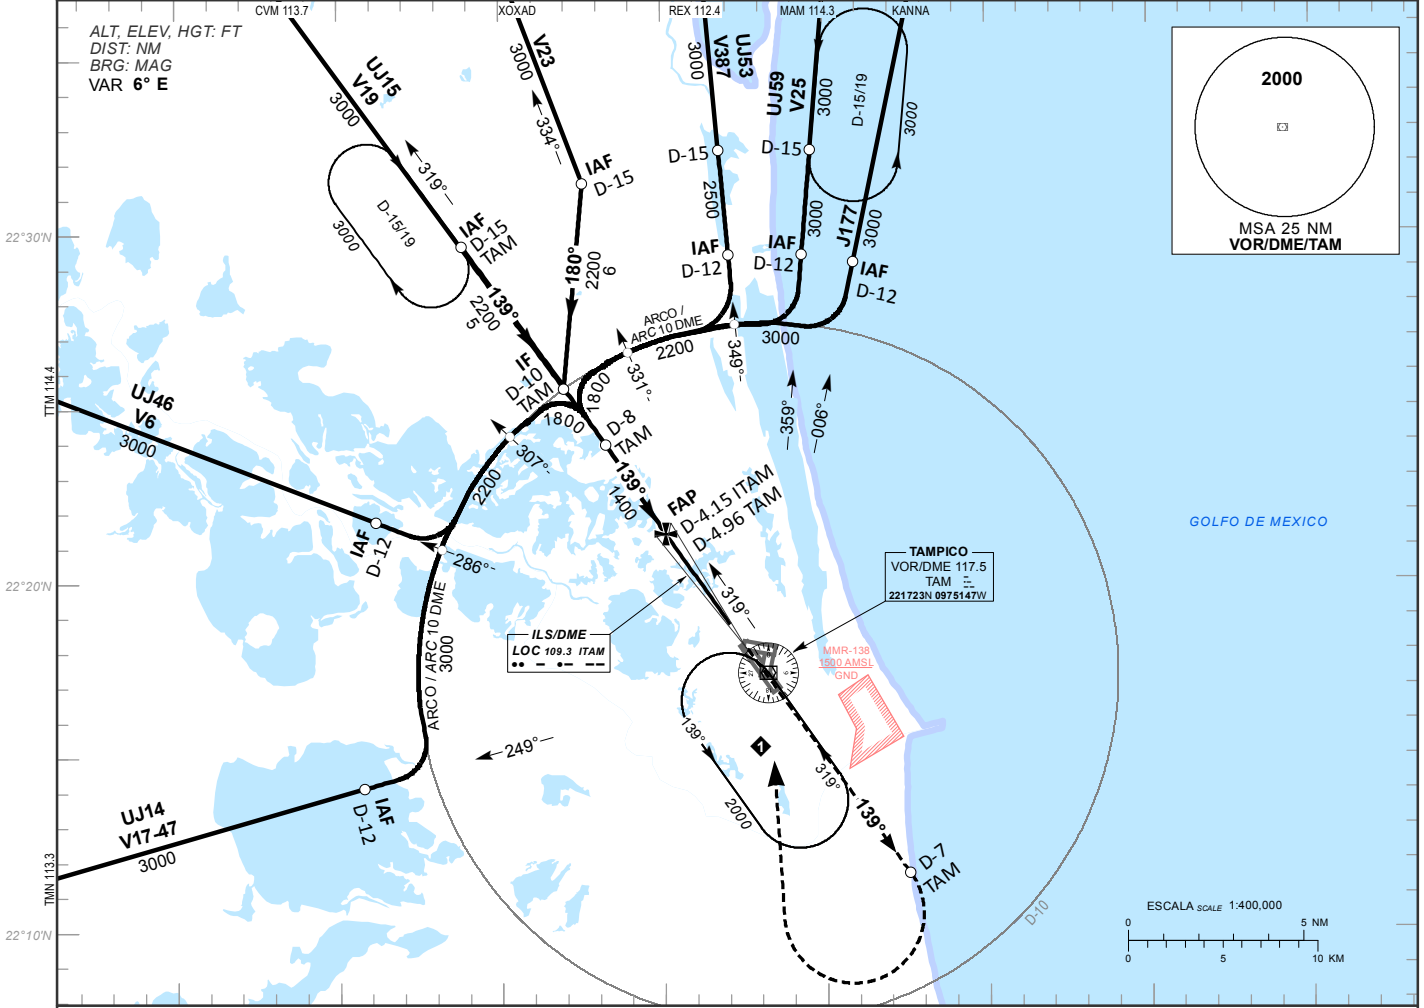 CVM 113.7
XOXAD
REX 112.4
MAM 114.3
KANNA
ALT, ELEV, HGT: FT
DIST: NM
BRG: MAG
VAR 6° E
UJ15
V19
3000
319°
D-15/19
3000
IAF
D-15
TAM
139°
2200
5
V23
3000
334°
IAF
D-15
180°
2200
6
UJ53
V387
3000
D-15
2500
IAF
D-12
UJ59
V25
3000
D-15
3000
IAF
D-12
D-15/19
3000
J177
3000
IAF
D-12
2000
MSA 25 NM
VOR/DME/TAM
22°30'N
ARCO /
ARC 10 DME
2200
3000
349°
331°
359°
006°
IF
D-10
TAM
1800
1800
D-8
TAM
139°
1400
TTM 114.4
UJ46
V6
3000
307°
2200
IAF
D-12
286°
FAP
D-4.15 ITAM
D-4.96 TAM
319°
GOLFO DE MEXICO
22°20'N
TAMPICO
VOR/DME 117.5
TAM
221723N 0975147W
ILS/DME
LOC 109.3 ITAM
ARCO / ARC 10 DME
3000
MMR-138
1500 AMSL
GND
27
9
249°
139°
2000
1
319°
139°
D-7
TAM
UJ14
V17-47
3000
IAF
D-12
TMN 113.3
22°10'N
D-10
ESCALA SCALE 1:400,000
0 5 NM
0 5 10 KM